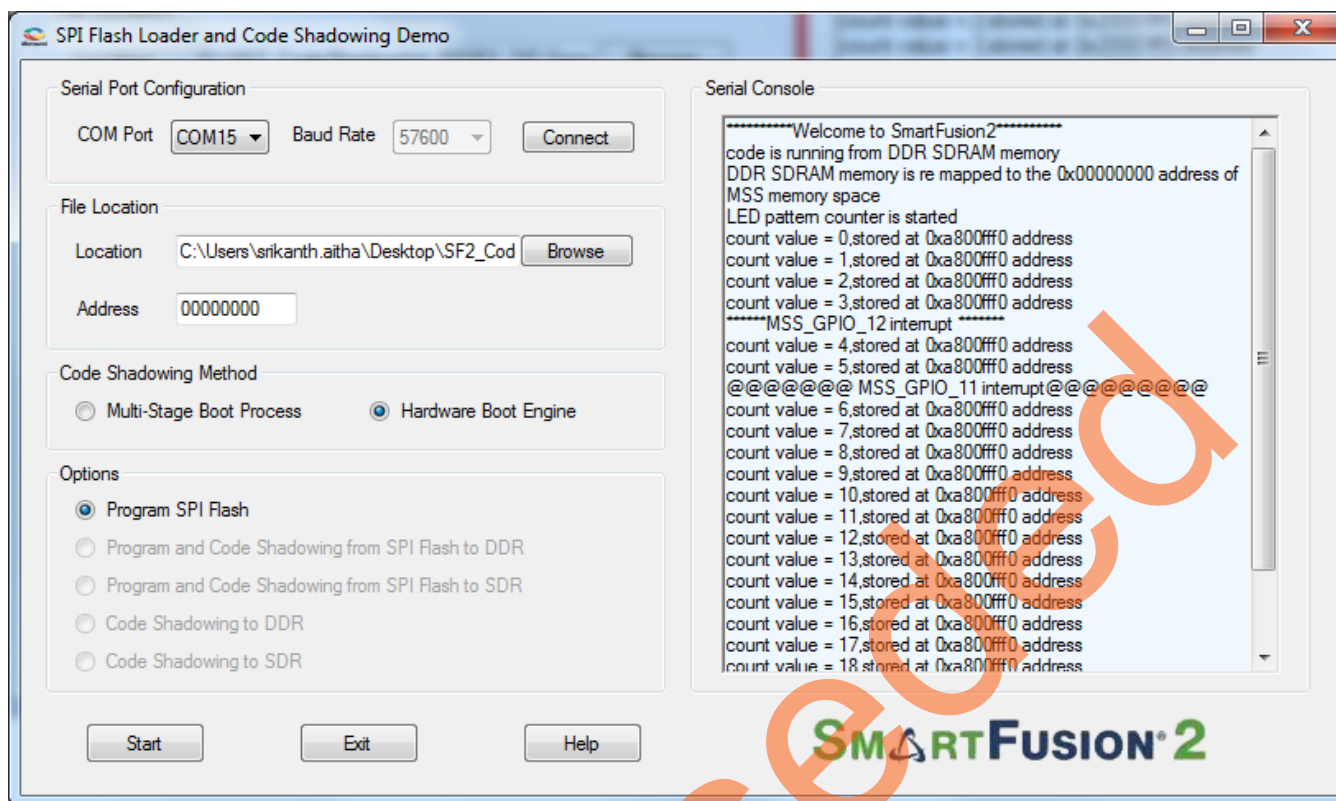 SPI Flash Loader and Code Shadowing Demo
Serial Port Configuration
COM Port COM15 Baud Rate 57600 Connect
File Location
Location C:\Users\srikanth.aitha\Desktop\SF2_Cod Browse
Address 00000000
Code Shadowing Method
Multi-Stage Boot Process Hardware Boot Engine
Options
Program SPI Flash
Program and Code Shadowing from SPI Flash to DDR
Program and Code Shadowing from SPI Flash to SDR
Code Shadowing to DDR
Code Shadowing to SDR
Start Exit Help
Serial Console
**********Welcome to SmartFusion2**********
code is running from DDR SDRAM memory
DDR SDRAM memory is re mapped to the 0x00000000 address of
MSS memory space
LED pattern counter is started
count value = 0,stored at 0xa800fff0 address
count value = 1,stored at 0xa800fff0 address
count value = 2,stored at 0xa800fff0 address
count value = 3,stored at 0xa800fff0 address
******MSS_GPIO_12 interrupt *******
count value = 4,stored at 0xa800fff0 address
count value = 5,stored at 0xa800fff0 address
@@@@@@@ MSS_GPIO_11 interrupt@@@@@@@@@
count value = 6,stored at 0xa800fff0 address
count value = 7,stored at 0xa800fff0 address
count value = 8,stored at 0xa800fff0 address
count value = 9,stored at 0xa800fff0 address
count value = 10,stored at 0xa800fff0 address
count value = 11,stored at 0xa800fff0 address
count value = 12,stored at 0xa800fff0 address
count value = 13,stored at 0xa800fff0 address
count value = 14,stored at 0xa800fff0 address
count value = 15,stored at 0xa800fff0 address
count value = 16,stored at 0xa800fff0 address
count value = 17,stored at 0xa800fff0 address
count value = 18,stored at 0xa800fff0 address
SMARTFUSION® 2
eded